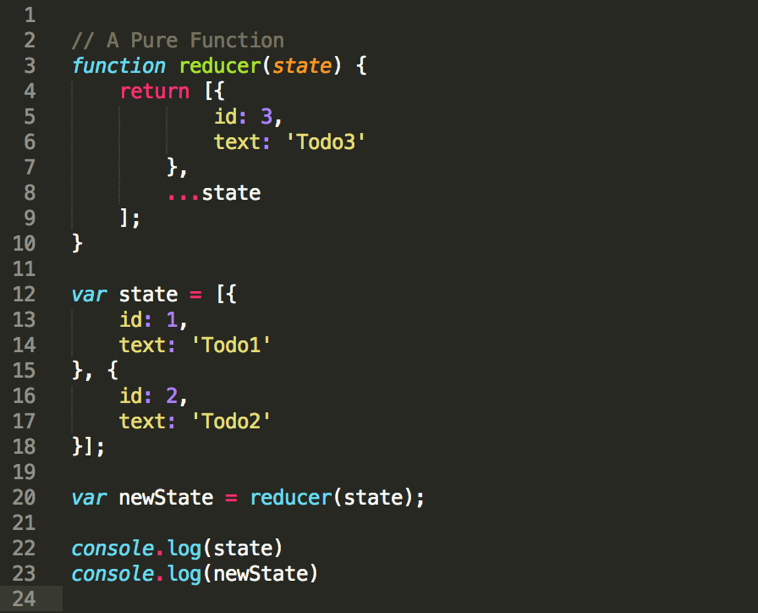 1
2 // A Pure Function
3 function reducer(state) {
4     return [{
5             id: 3,
6             text: 'Todo3'
7         },
8         ...state
9     ];
10 }
11
12 var state = [{
13     id: 1,
14     text: 'Todo1'
15 }, {
16     id: 2,
17     text: 'Todo2'
18 }];
19
20 var newState = reducer(state);
21
22 console.log(state)
23 console.log(newState)
24